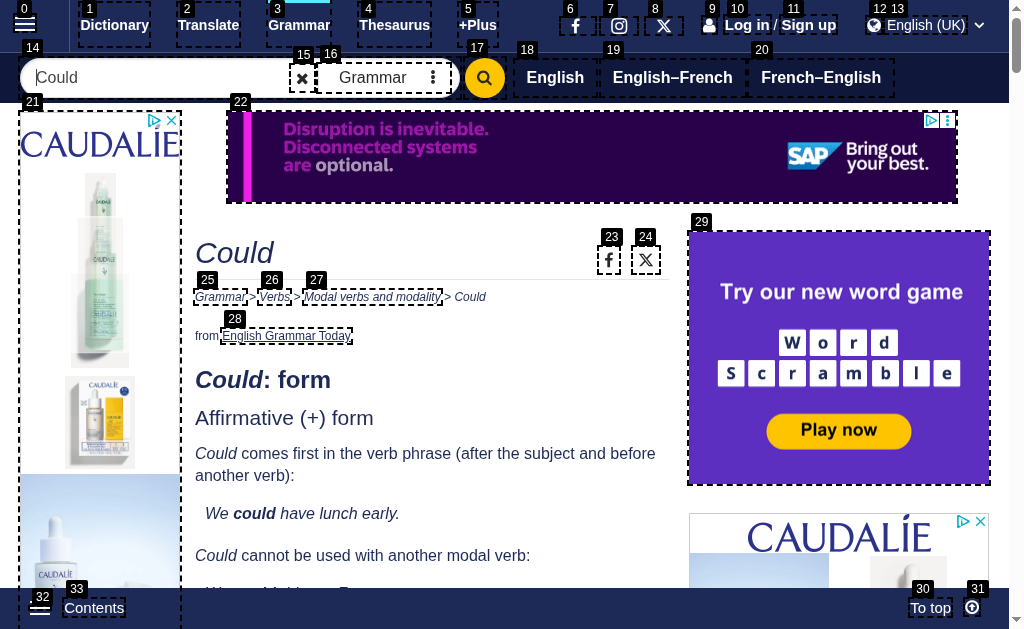 0 1 2 3 4 5 6 7 8 9 10 11 12 13
Dictionary Translate Grammar Thesaurus +Plus Log in / Sign up English (UK)
14 15 16 17 18 19 20
Could Grammar English English–French French–English
21 22
CAUDALÍE
Disruption is inevitable.
Disconnected systems
are optional.
SAP Bring out
your best.
29
23 24
Could
25 26 27
Grammar > Verbs > Modal verbs and modality > Could
28
from English Grammar Today
Try our new word game
Word
Scramble
Play now
Could: form
Affirmative (+) form
CAUDALÍE
Could comes first in the verb phrase (after the subject and before
another verb):
We could have lunch early.
CAUDALÍE
Could cannot be used with another modal verb:
32 33 30 31
Contents To top